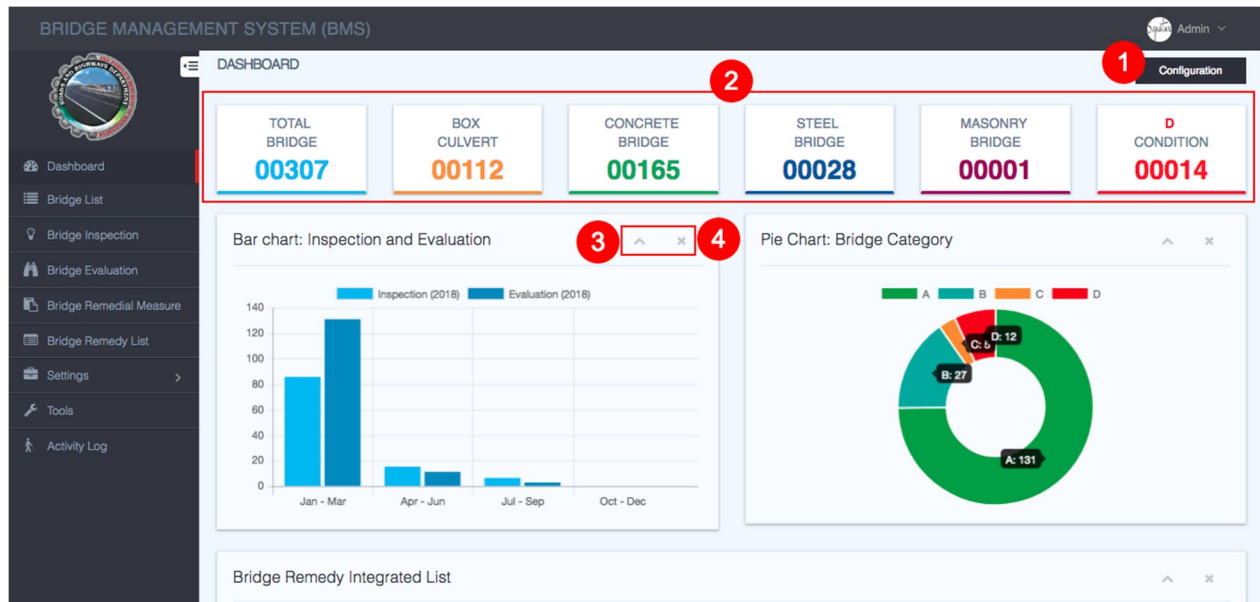 BRIDGE MANAGEMENT SYSTEM (BMS)
Admin
DASHBOARD
1
Configuration
2
TOTAL
BRIDGE
00307
BOX
CULVERT
00112
CONCRETE
BRIDGE
00165
STEEL
BRIDGE
00028
MASONRY
BRIDGE
00001
D
CONDITION
00014
ROADS AND HIGHWAYS DEPARTMENT
Dashboard
Bridge List
Bridge Inspection
Bridge Evaluation
Bridge Remedial Measure
Bridge Remedy List
Settings
Tools
Activity Log
Bar chart: Inspection and Evaluation
3
4
Inspection (2018) Evaluation (2018)
140
120
100
80
60
40
20
0
Jan - Mar Apr - Jun Jul - Sep Oct - Dec
Pie Chart: Bridge Category
A B C D
D: 12
C:
B: 27
A: 131
Bridge Remedy Integrated List